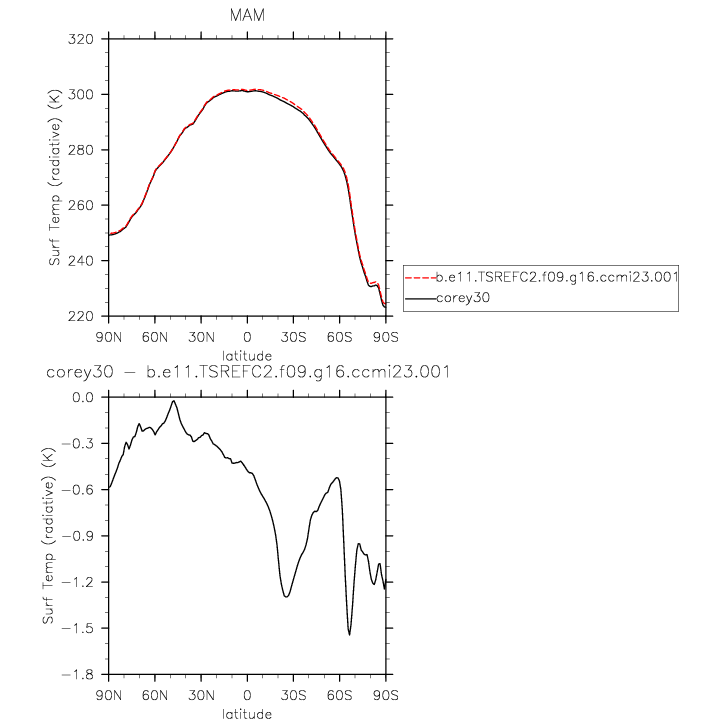 MAM
320
300
280
260
240
220
Surf Temp (radiative) (K)
90N 60N 30N 0 30S 60S 90S
latitude
b.e11.TSREFC2.f09.g16.ccmi23.001
corey30
corey30 − b.e11.TSREFC2.f09.g16.ccmi23.001
0.0
−0.3
−0.6
−0.9
−1.2
−1.5
−1.8
Surf Temp (radiative) (K)
90N 60N 30N 0 30S 60S 90S
latitude